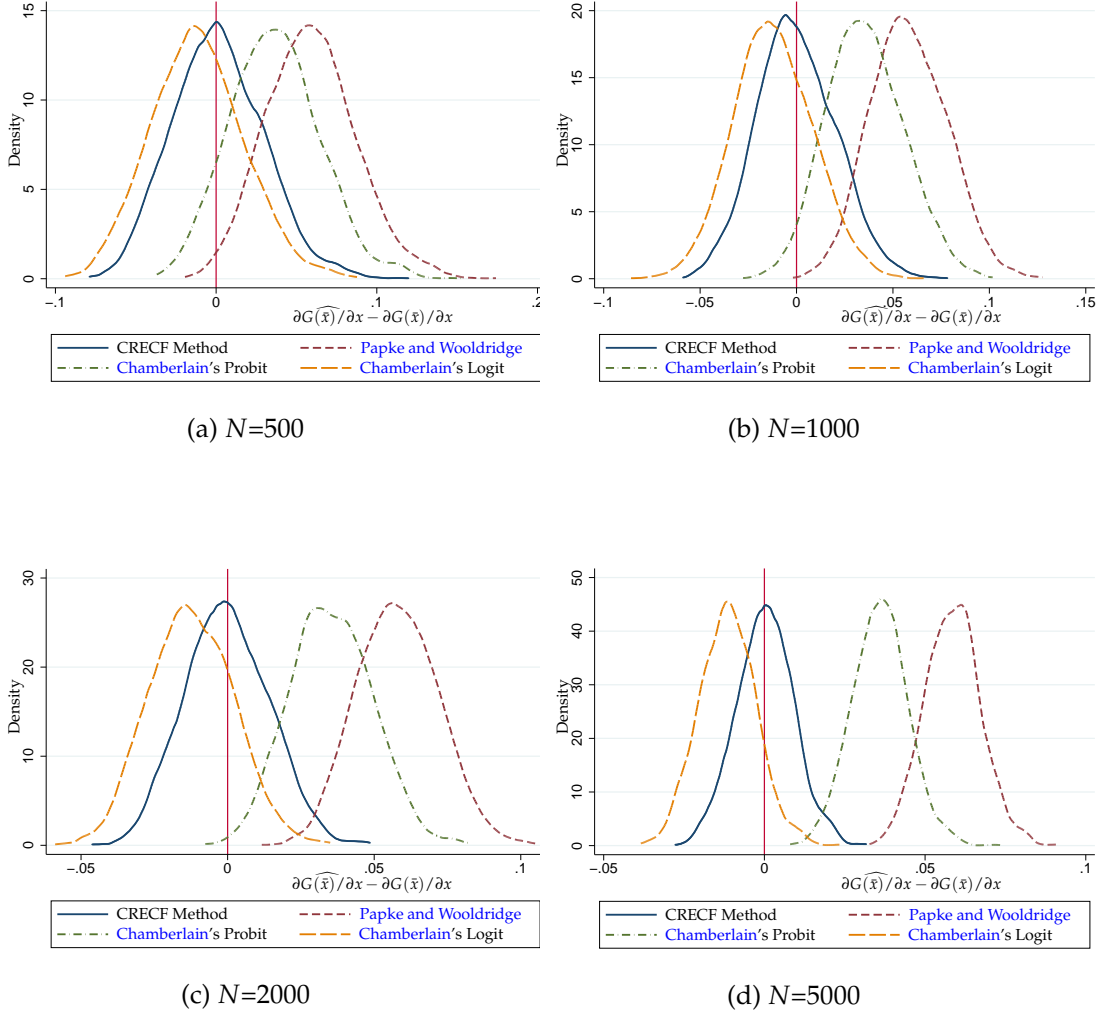 15
10
5
0
Density
-.1
0
.1
.2
∂G(x̄)/∂x − ∂G(x̄)/∂x
CRECF Method
Papke and Wooldridge
Chamberlain's Probit
Chamberlain's Logit
(a) N=500
20
15
10
5
0
Density
-.1
-.05
0
.05
.1
.15
∂G(x̄)/∂x − ∂G(x̄)/∂x
CRECF Method
Papke and Wooldridge
Chamberlain's Probit
Chamberlain's Logit
(b) N=1000
30
20
10
0
Density
-.05
0
.05
.1
∂G(x̄)/∂x − ∂G(x̄)/∂x
CRECF Method
Papke and Wooldridge
Chamberlain's Probit
Chamberlain's Logit
(c) N=2000
50
40
30
20
10
0
Density
-.05
0
.05
.1
∂G(x̄)/∂x − ∂G(x̄)/∂x
CRECF Method
Papke and Wooldridge
Chamberlain's Probit
Chamberlain's Logit
(d) N=5000